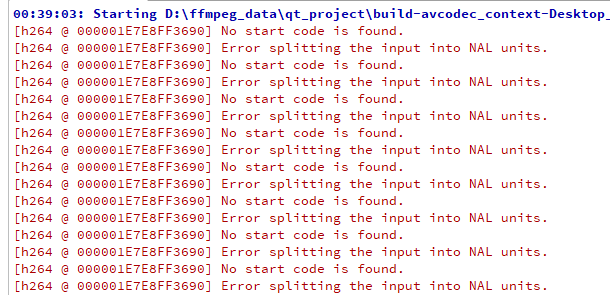 00:39:03: Starting D:\ffmpeg_data\qt_project\build-avcodec_context-Desktop_
[h264 @ 000001E7E8FF3690] No start code is found.
[h264 @ 000001E7E8FF3690] Error splitting the input into NAL units.
[h264 @ 000001E7E8FF3690] No start code is found.
[h264 @ 000001E7E8FF3690] Error splitting the input into NAL units.
[h264 @ 000001E7E8FF3690] No start code is found.
[h264 @ 000001E7E8FF3690] Error splitting the input into NAL units.
[h264 @ 000001E7E8FF3690] No start code is found.
[h264 @ 000001E7E8FF3690] Error splitting the input into NAL units.
[h264 @ 000001E7E8FF3690] No start code is found.
[h264 @ 000001E7E8FF3690] Error splitting the input into NAL units.
[h264 @ 000001E7E8FF3690] No start code is found.
[h264 @ 000001E7E8FF3690] Error splitting the input into NAL units.
[h264 @ 000001E7E8FF3690] No start code is found.
[h264 @ 000001E7E8FF3690] Error splitting the input into NAL units.
[h264 @ 000001E7E8FF3690] No start code is found.
[h264 @ 000001E7E8FF3690] Error splitting the input into NAL units.